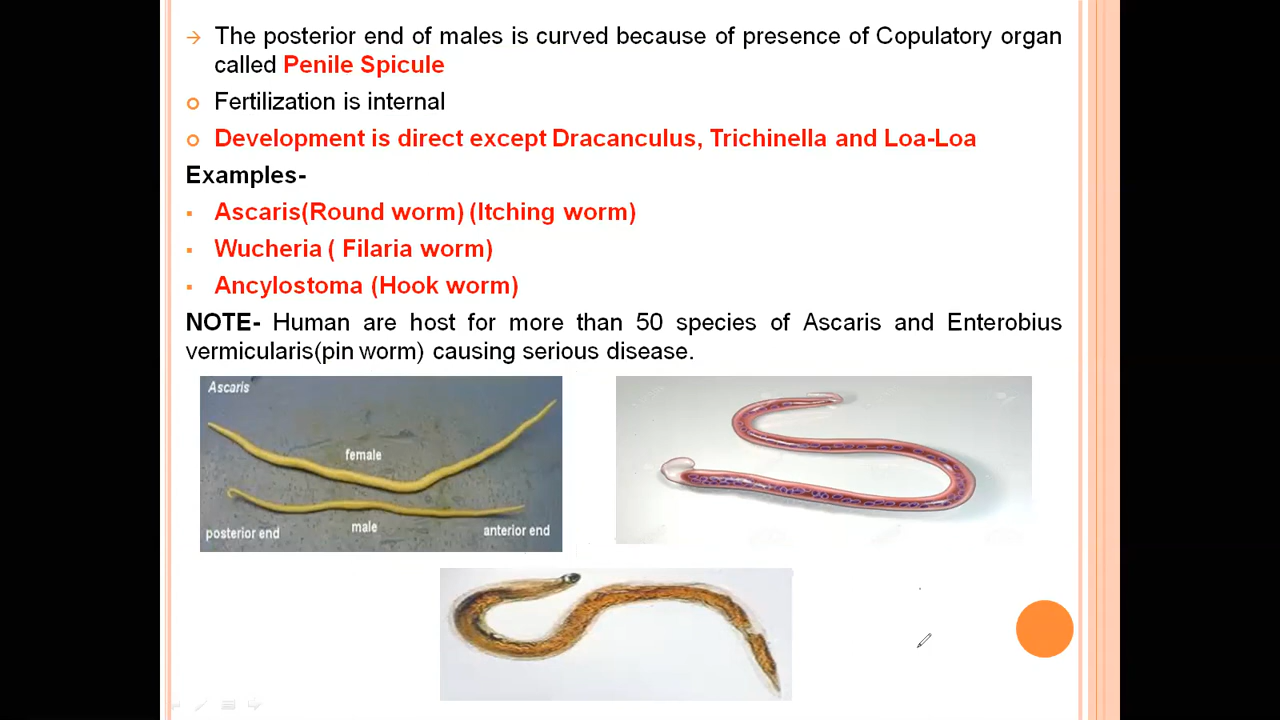 The posterior end of males is curved because of presence of Copulatory organ
called Penile Spicule
Fertilization is internal
Development is direct except Dracanculus, Trichinella and Loa-Loa
Examples-
Ascaris(Round worm) (Itching worm)
Wucheria ( Filaria worm)
Ancylostoma (Hook worm)
NOTE- Human are host for more than 50 species of Ascaris and Enterobius
vermicularis(pin worm) causing serious disease.
Ascaris
female
male
posterior end
anterior end